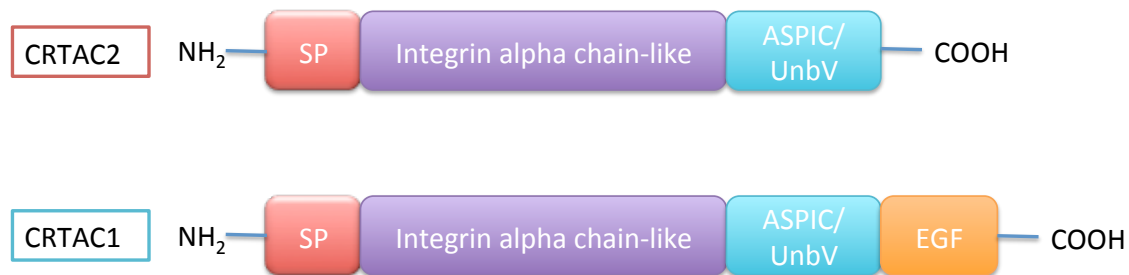 CRTAC2 NH2 SP Integrin alpha chain-like ASPIC/
UnbV COOH
CRTAC1 NH2 SP Integrin alpha chain-like ASPIC/
UnbV EGF COOH